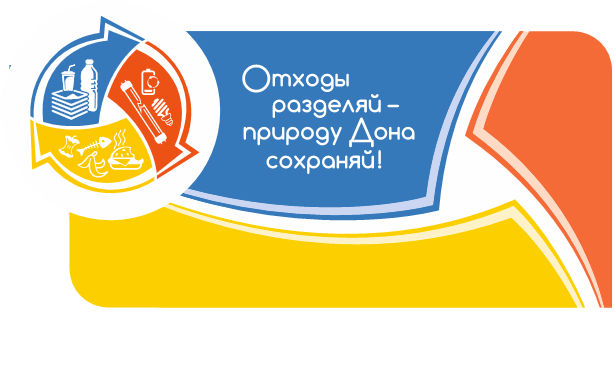 Отходы
разделяй –
природу Дона
сохраняй!